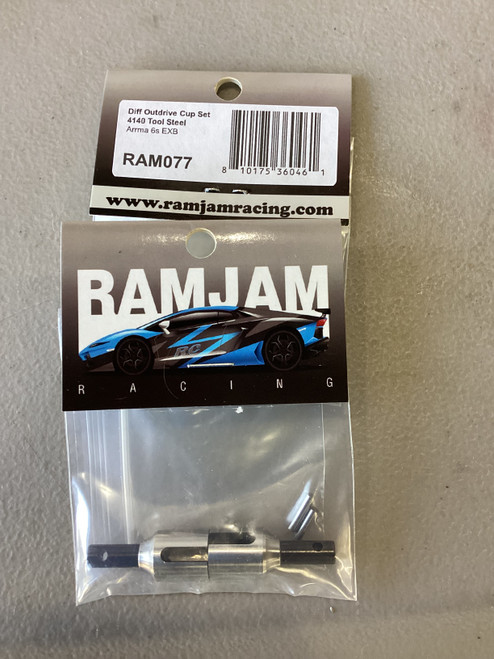 Diff Outdrive Cup Set
4140 Tool Steel
Arrma 6s EXB
RAM077
8 10175 36046 1
www.ramjamracing.com
RAMJAM
RC
RACING